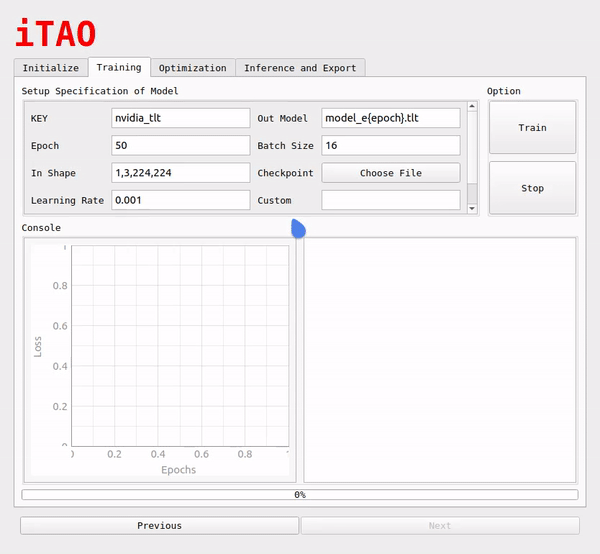 iTAO
Initialize Training Optimization Inference and Export
Setup Specification of Model Option
KEY nvidia_tlt Out Model model_e{epoch}.tlt
Train
Epoch 50 Batch Size 16
In Shape 1,3,224,224 Checkpoint Choose File
Stop
Learning Rate 0.001 Custom
Console
1
0.8
0.6
0.4
0.2
Loss
0.2 0.4 0.6 0.8
Epochs
0%
Previous Next